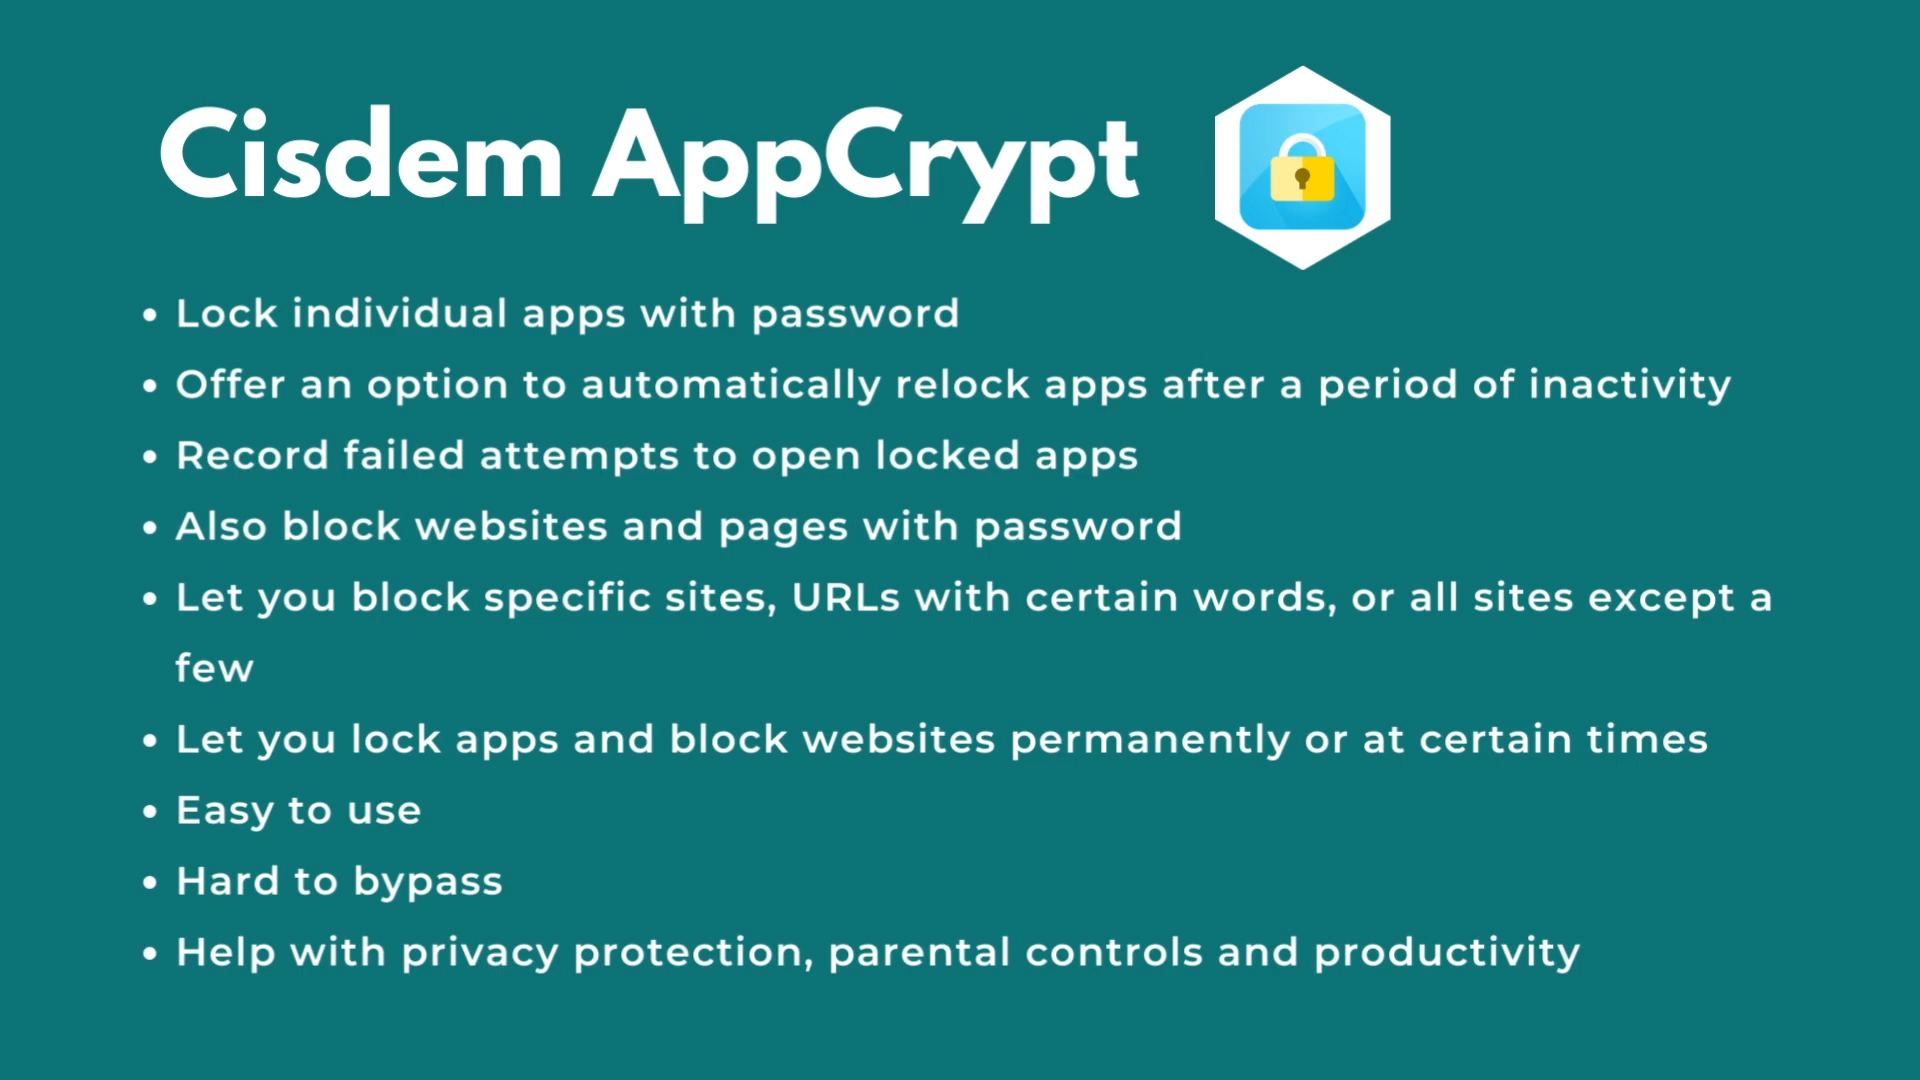 Cisdem AppCrypt
• Lock individual apps with password
• Offer an option to automatically relock apps after a period of inactivity
• Record failed attempts to open locked apps
• Also block websites and pages with password
• Let you block specific sites, URLs with certain words, or all sites except a
few
• Let you lock apps and block websites permanently or at certain times
• Easy to use
• Hard to bypass
• Help with privacy protection, parental controls and productivity